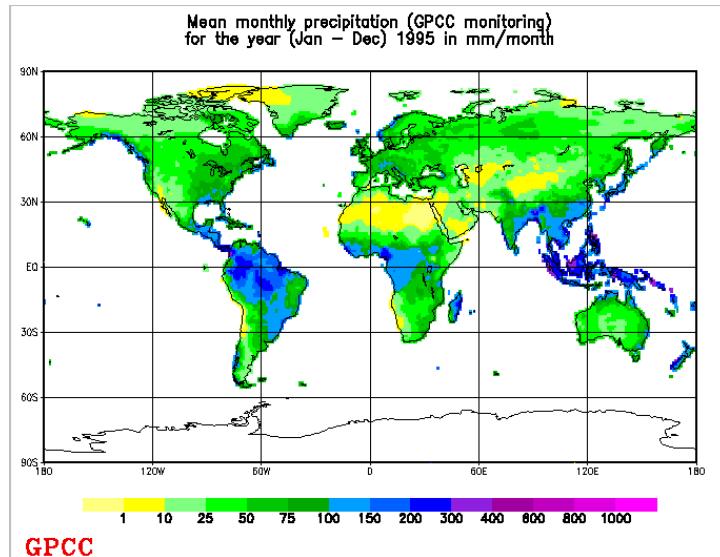 Mean monthly precipitation (GPCC monitoring)
for the year (Jan – Dec) 1995 in mm/month
90N
60N
30N
EQ
30S
60S
90S
180 120W 60W 0 60E 120E 180
1 10 25 50 75 100 150 200 300 400 600 800 1000
GPCC